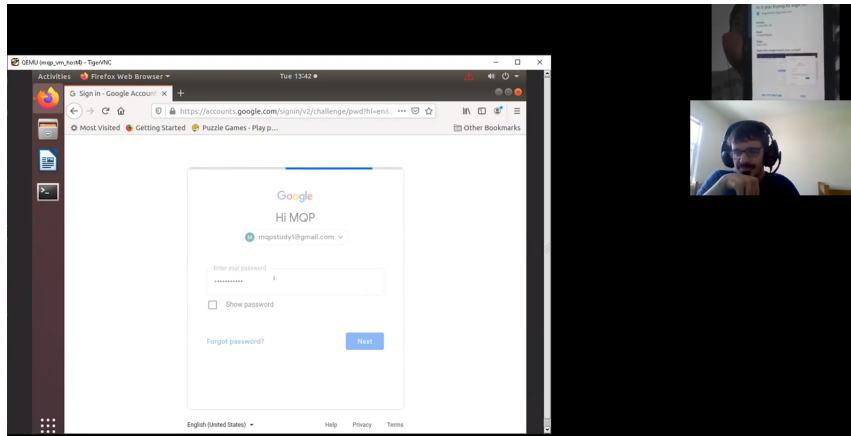 QEMU (mqp_vm_host4) - TigerVNC
Activities Firefox Web Browser Tue 13:42
G Sign in - Google Accoun
https://accounts.google.com/signin/v2/challenge/pwd?hl=en&
Most Visited Getting Started Puzzle Games - Play p... Other Bookmarks
Google
Hi MQP
M mqpstudy1@gmail.com
Enter your password
Show password
Forgot password? Next
English (United States) Help Privacy Terms